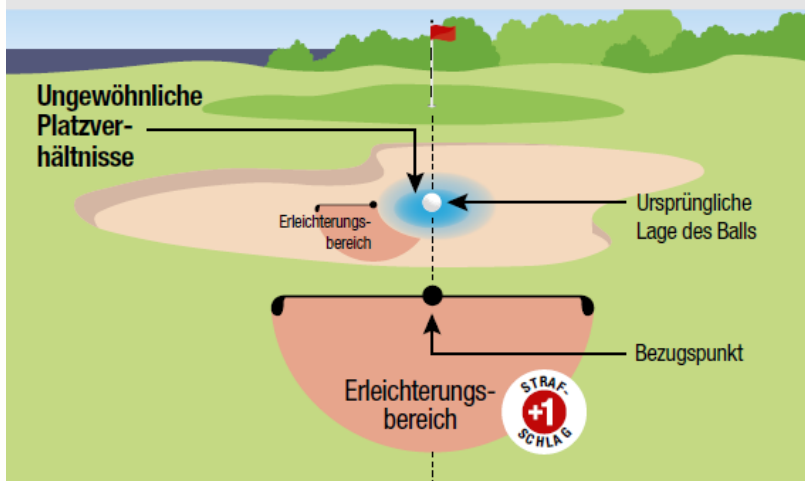 Ungewöhnliche
Platzver-
hältnisse
Erleichterungs-
bereich
Ursprüngliche
Lage des Balls
Bezugspunkt
Erleichterungs-
bereich
STRAF-
+1
SCHLAG